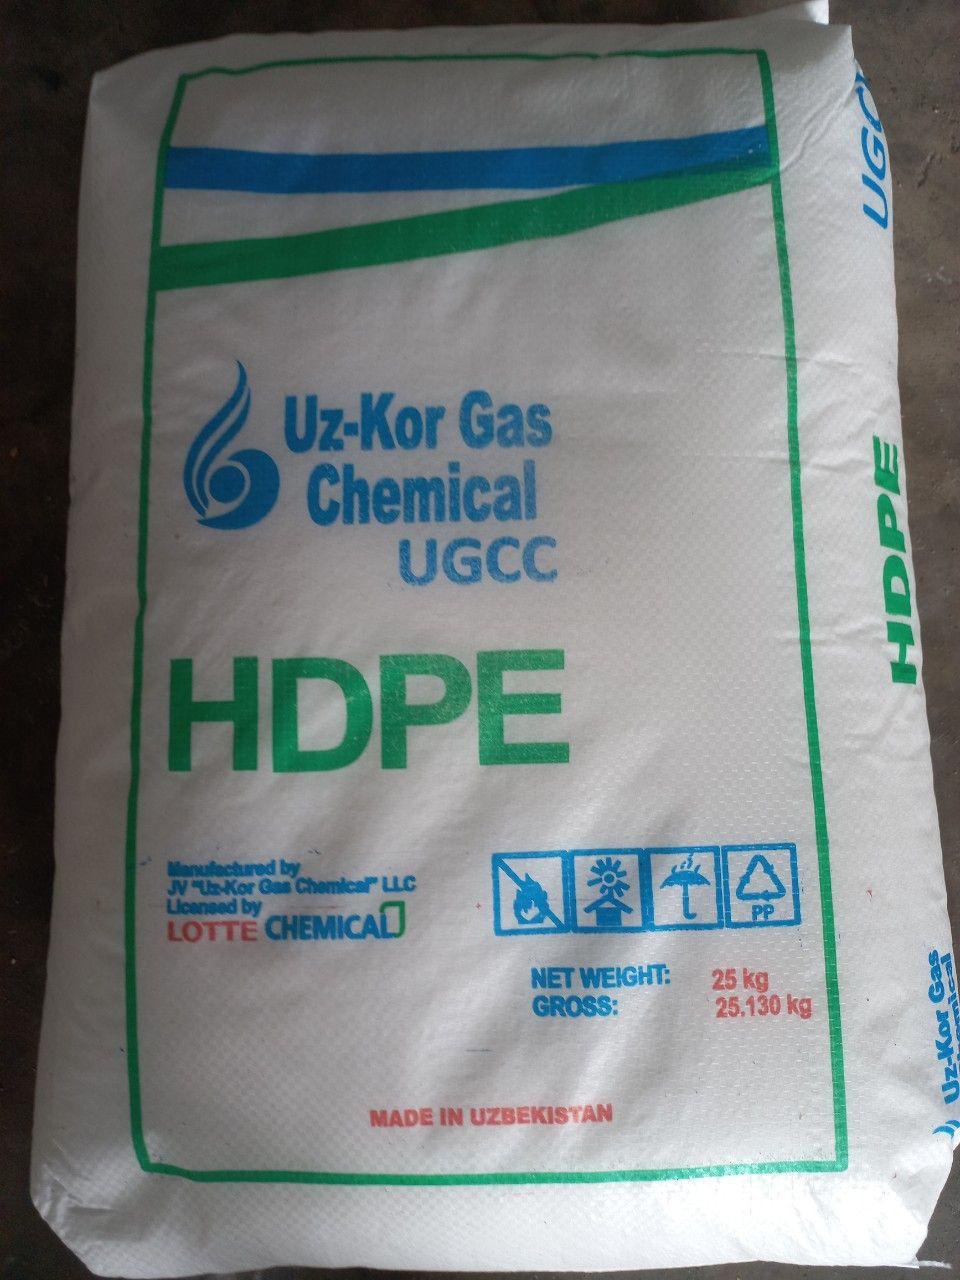 Uz-Kor Gas
Chemical
UGCC
HDPE
Manufactured by
JV "Uz-Kor Gas Chemical" LLC
Licensed by
LOTTE CHEMICAL
PP
NET WEIGHT: 25 kg
GROSS: 25.130 kg
MADE IN UZBEKISTAN
HDPE
Uz-Kor Gas